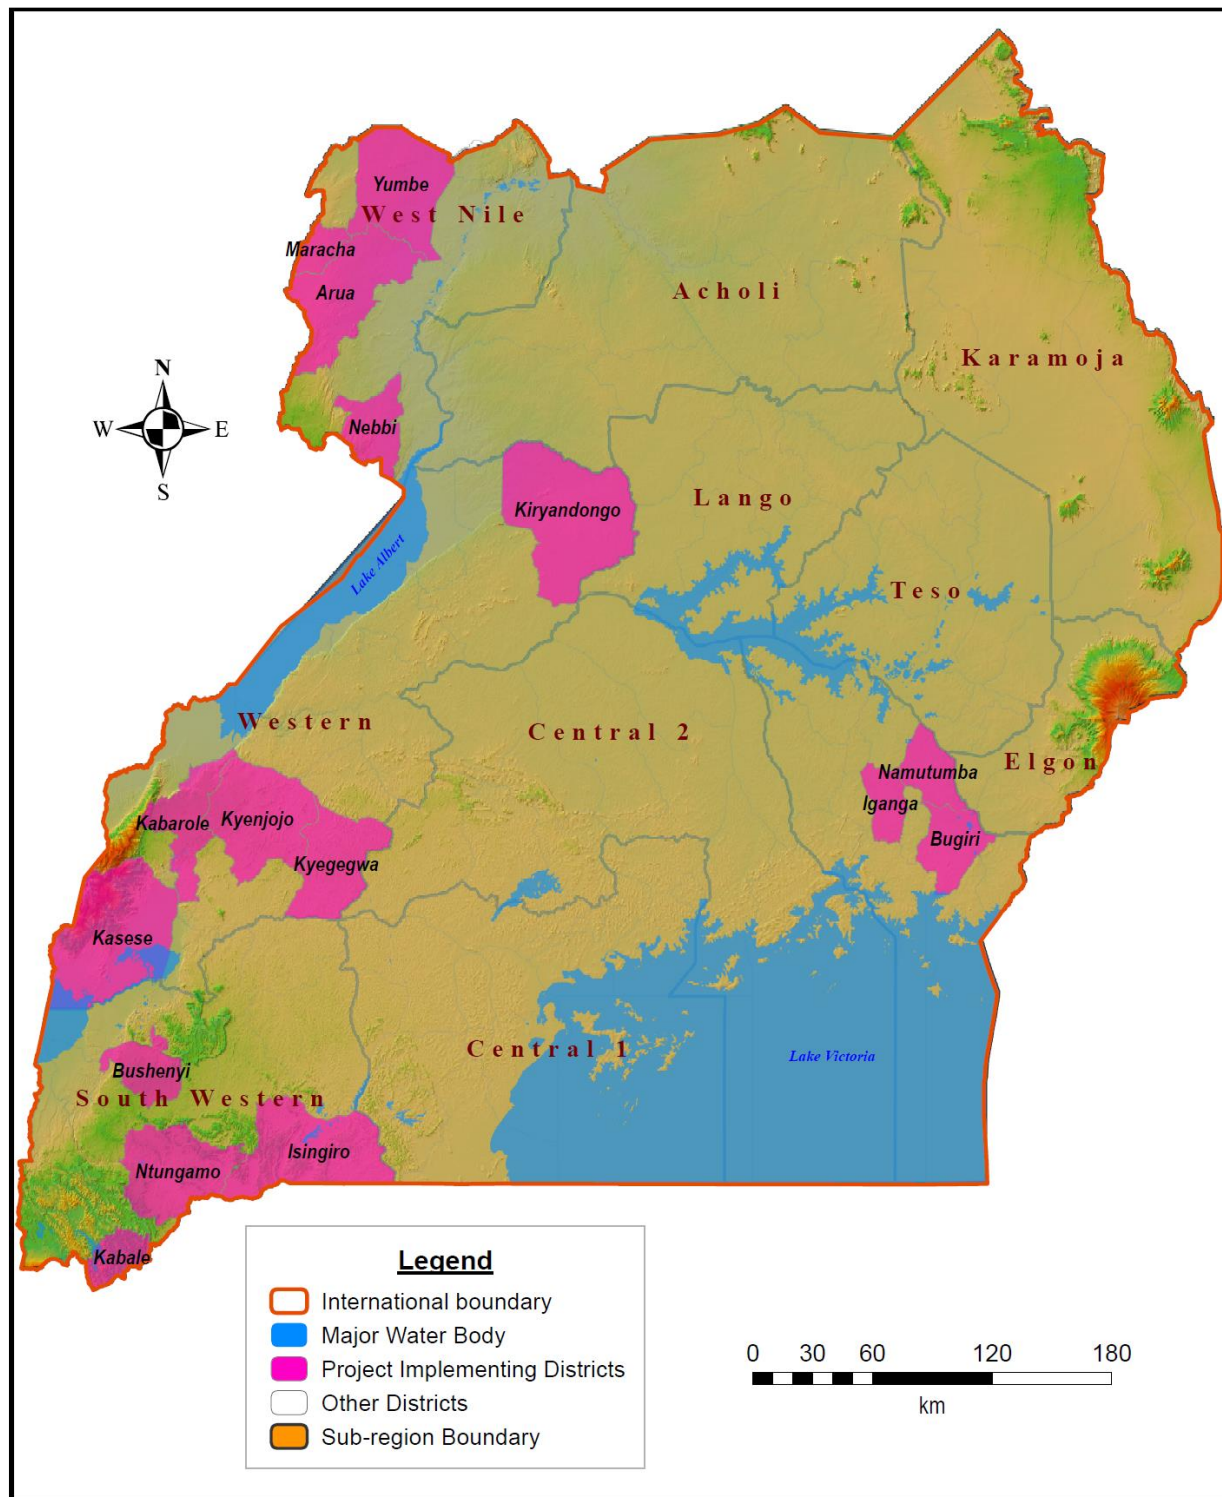 Yumbe
West Nile
Maracha
Arua
Acholi
Karamoja
N
W E
S
Nebbi
Kiryandongo
Lango
Lake Albert
Teso
Western
Central 2
Elgon
Namutumba
Iganga
Bugiri
Kabarole
Kyenjojo
Kyegegwa
Kasese
Central 1
Lake Victoria
Bushenyi
South Western
Isingiro
Ntungamo
Kabale
Legend
International boundary
Major Water Body
Project Implementing Districts
Other Districts
Sub-region Boundary
0 30 60 120 180
km